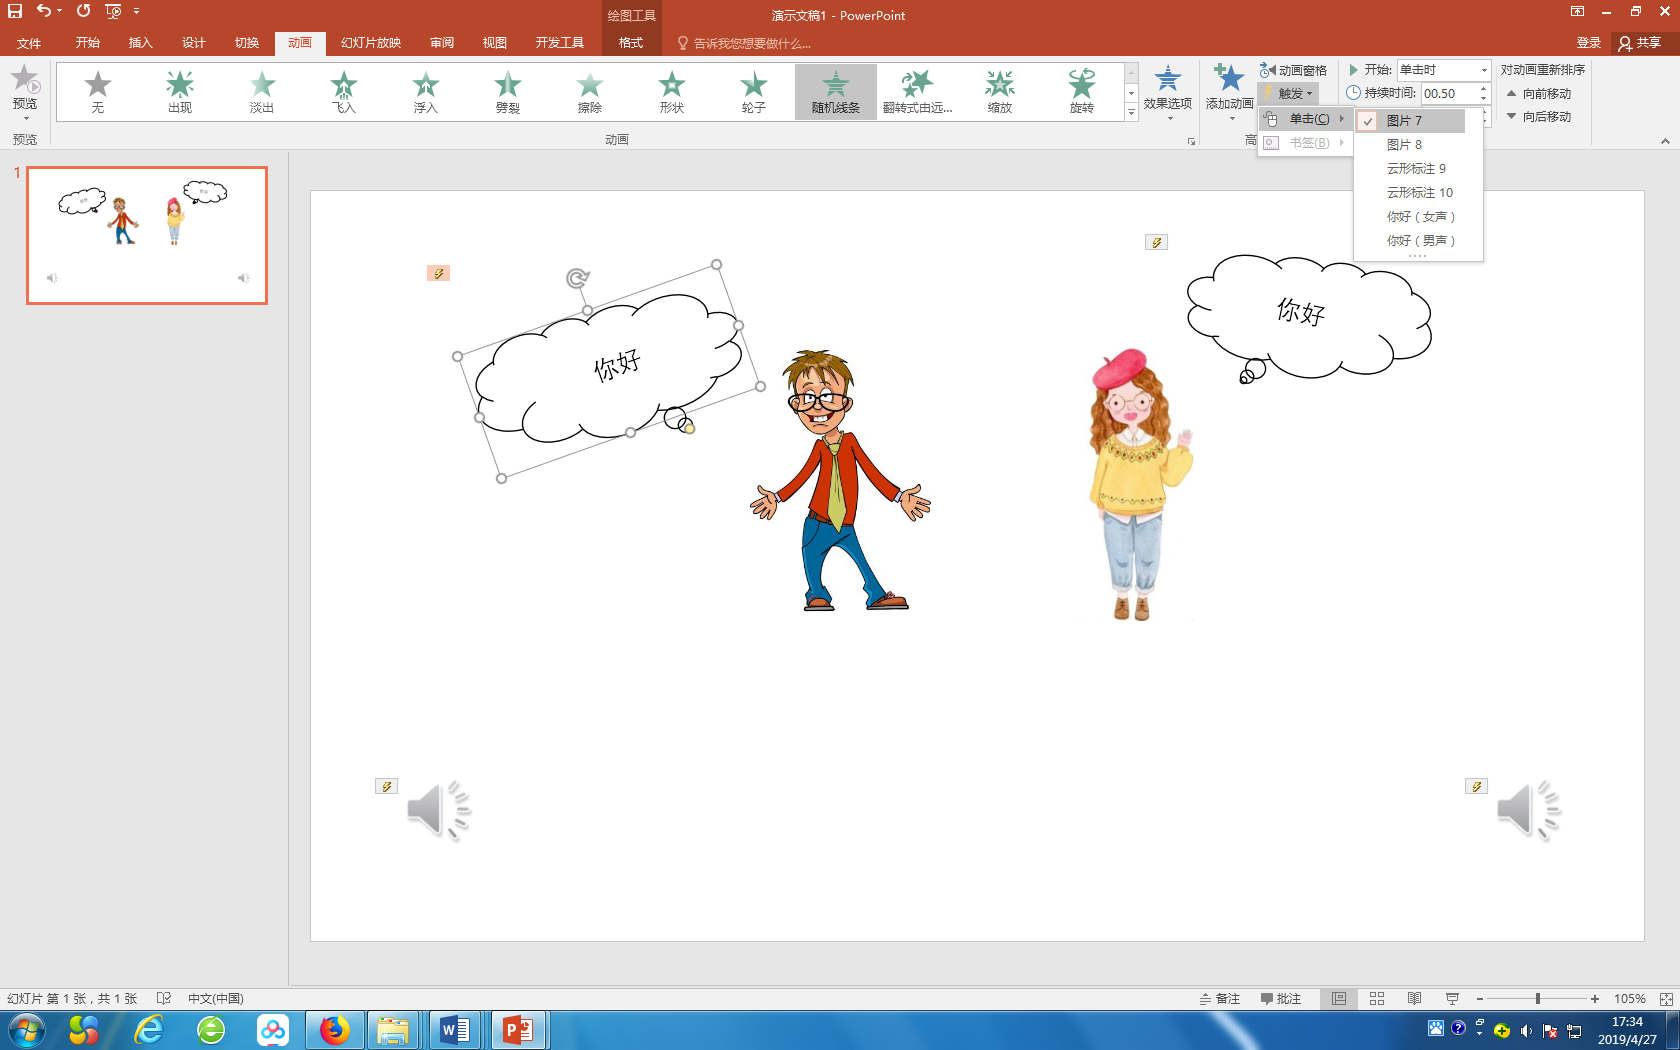 演示文稿1 - PowerPoint
绘图工具
文件 开始 插入 设计 切换 动画 幻灯片放映 审阅 视图 开发工具 格式 告诉我您想要做什么... 登录 共享
预览 无 出现 淡出 飞入 浮入 劈裂 擦除 形状 轮子 随机线条 翻转式由远... 缩放 旋转 效果选项 添加动画
动画窗格 开始: 单击时 对动画重新排序
触发 持续时间: 00.50 向前移动
向后移动
预览 动画 高
单击(C)
书签(B)
图片 7
图片 8
云形标注 9
云形标注 10
你好（女声）
你好（男声）
1
你好
你好
幻灯片 第 1 张，共 1 张 中文(中国) 备注 批注 105%
17:34
2019/4/27